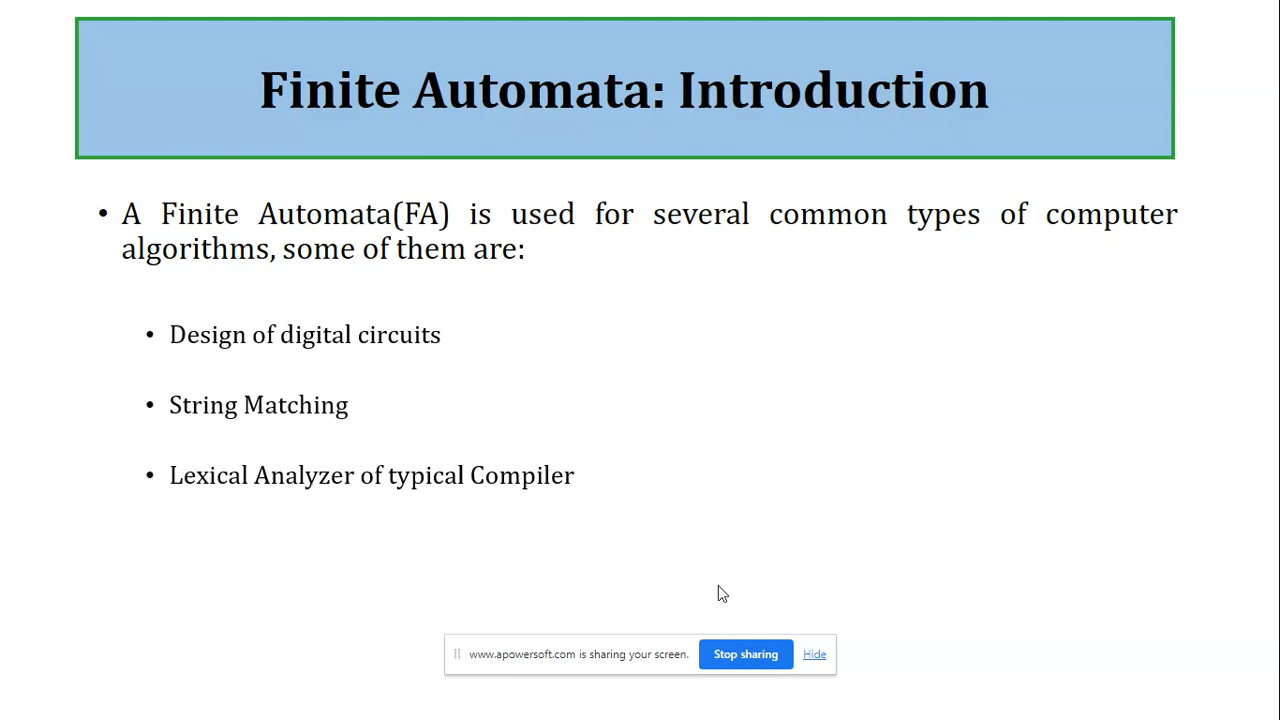 Finite Automata: Introduction
• A Finite Automata(FA) is used for several common types of computer
algorithms, some of them are:
• Design of digital circuits
• String Matching
• Lexical Analyzer of typical Compiler
www.apowersoft.com is sharing your screen. Stop sharing Hide